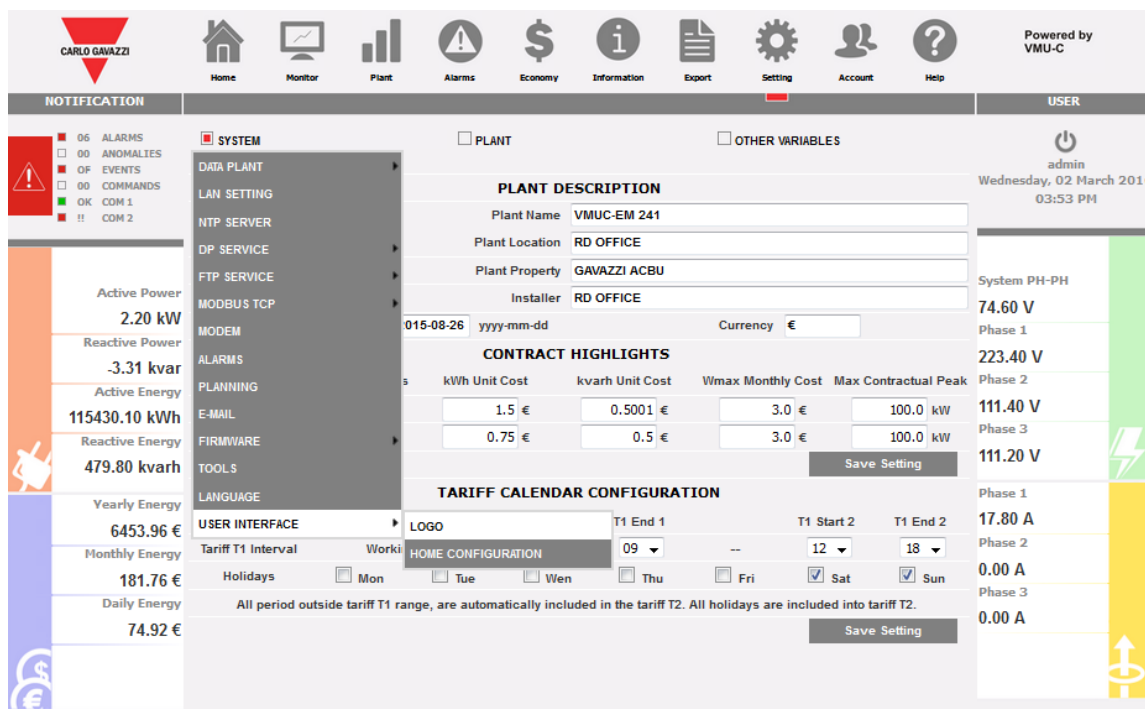 CARLO GAVAZZI
Home Monitor Plant Alarms Economy Information Export Setting Account Help
Powered by
VMU-C
NOTIFICATION
USER
06 ALARMS
00 ANOMALIES
OF EVENTS
00 COMMANDS
OK COM 1
!! COM 2
Active Power
2.20 kW
Reactive Power
-3.31 kvar
Active Energy
115430.10 kWh
Reactive Energy
479.80 kvarh
Yearly Energy
6453.96 €
Monthly Energy
181.76 €
Daily Energy
74.92 €
SYSTEM PLANT OTHER VARIABLES
DATA PLANT
LAN SETTING
NTP SERVER
DP SERVICE
FTP SERVICE
MODBUS TCP
MODEM
ALARMS
PLANNING
E-MAIL
FIRMWARE
TOOLS
LANGUAGE
USER INTERFACE
LOGO
HOME CONFIGURATION
PLANT DESCRIPTION
Plant Name VMUC-EM 241
Plant Location RD OFFICE
Plant Property GAVAZZI ACBU
Installer RD OFFICE
015-08-26 yyyy-mm-dd Currency €
CONTRACT HIGHLIGHTS
s kWh Unit Cost kvarh Unit Cost Wmax Monthly Cost Max Contractual Peak
1.5 € 0.5001 € 3.0 € 100.0 kW
0.75 € 0.5 € 3.0 € 100.0 kW
Save Setting
TARIFF CALENDAR CONFIGURATION
T1 End 1 T1 Start 2 T1 End 2
Tariff T1 Interval Worki 09 -- 12 18
Holidays Mon Tue Wen Thu Fri Sat Sun
All period outside tariff T1 range, are automatically included in the tariff T2. All holidays are included into tariff T2.
Save Setting
admin
Wednesday, 02 March 201
03:53 PM
System PH-PH
74.60 V
Phase 1
223.40 V
Phase 2
111.40 V
Phase 3
111.20 V
Phase 1
17.80 A
Phase 2
0.00 A
Phase 3
0.00 A